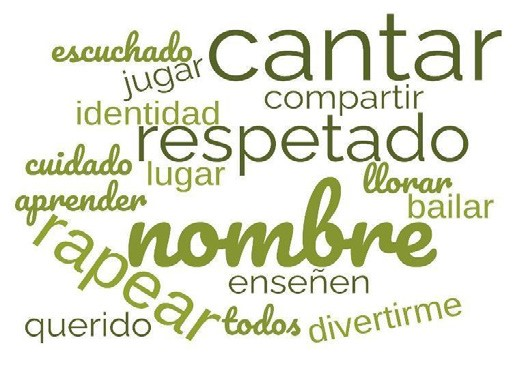 cantar
escuchado
jugar
compartir
identidad
respetado
cuidado
lugar
llorar
aprender
bailar
nombre
rapear
enseñen
querido
todos
divertirme